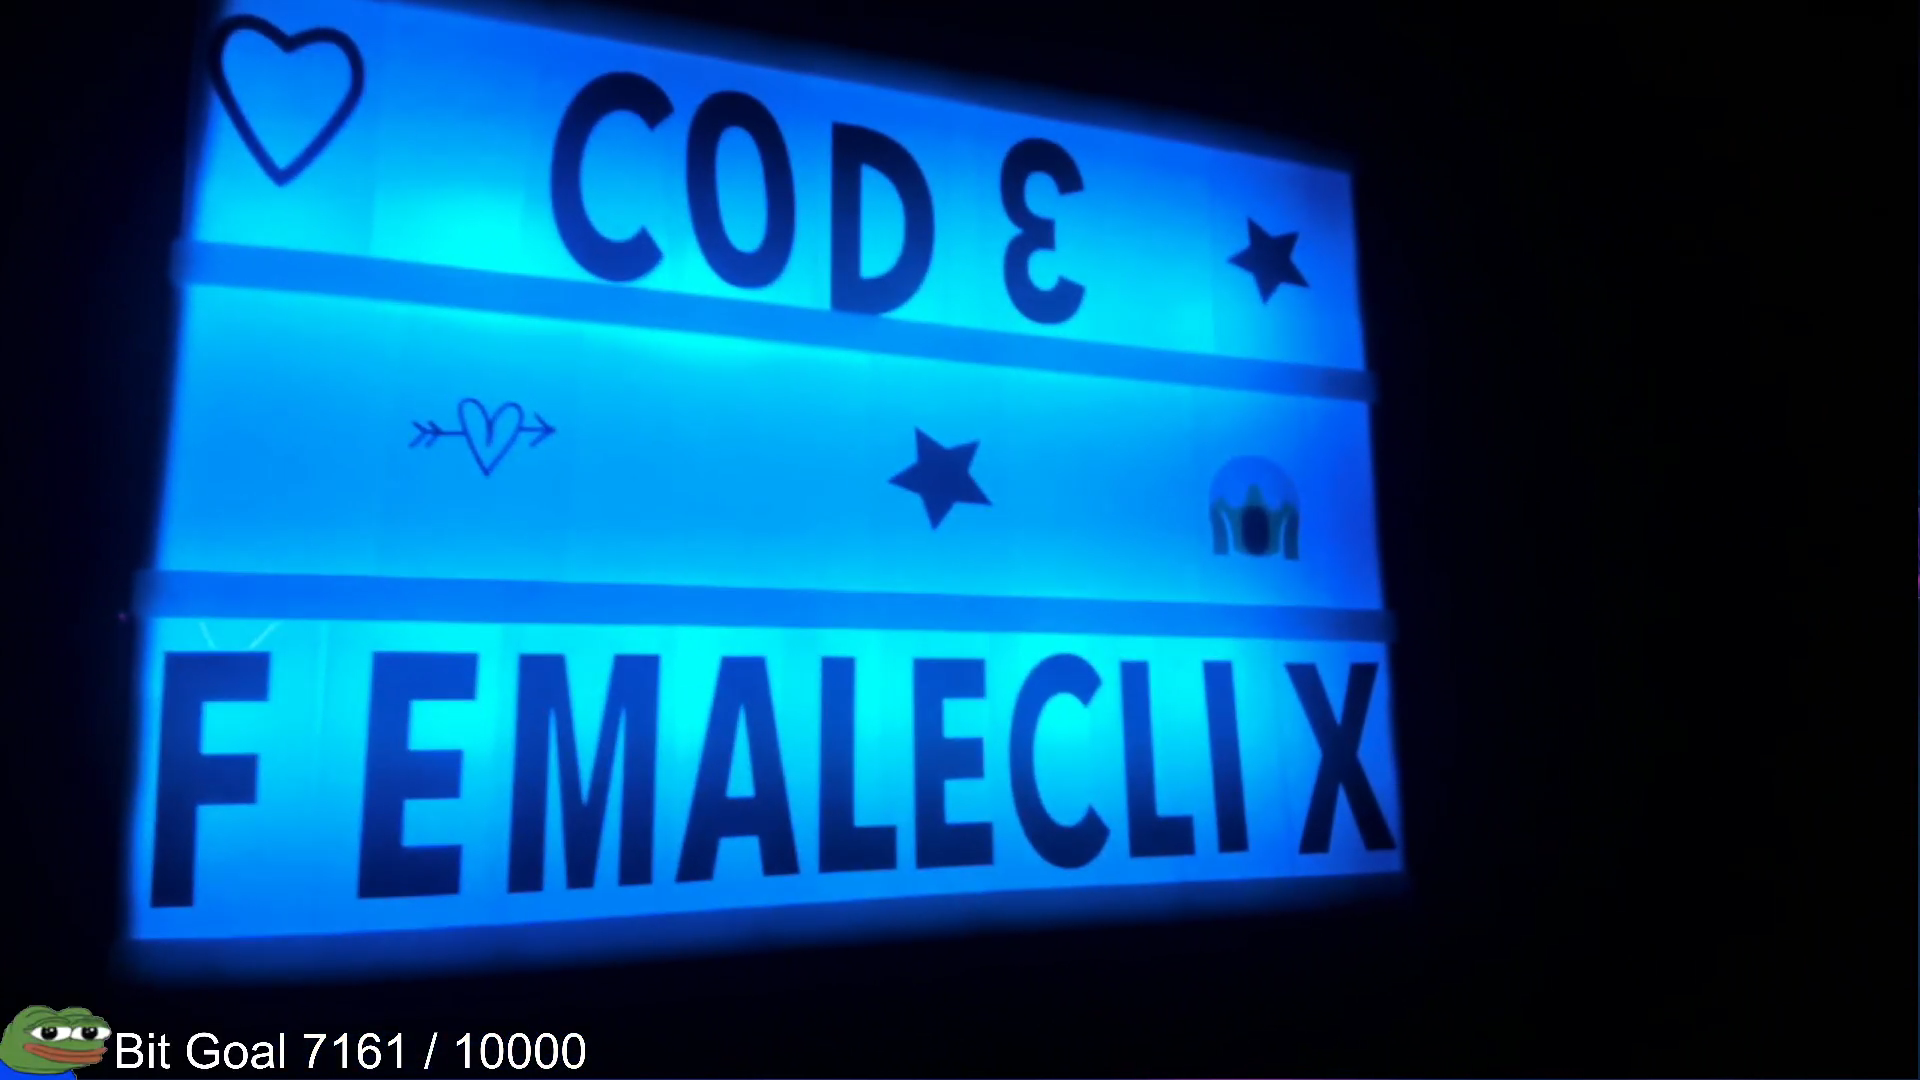 CODE
FEMALECLIX
Bit Goal 7161 / 10000